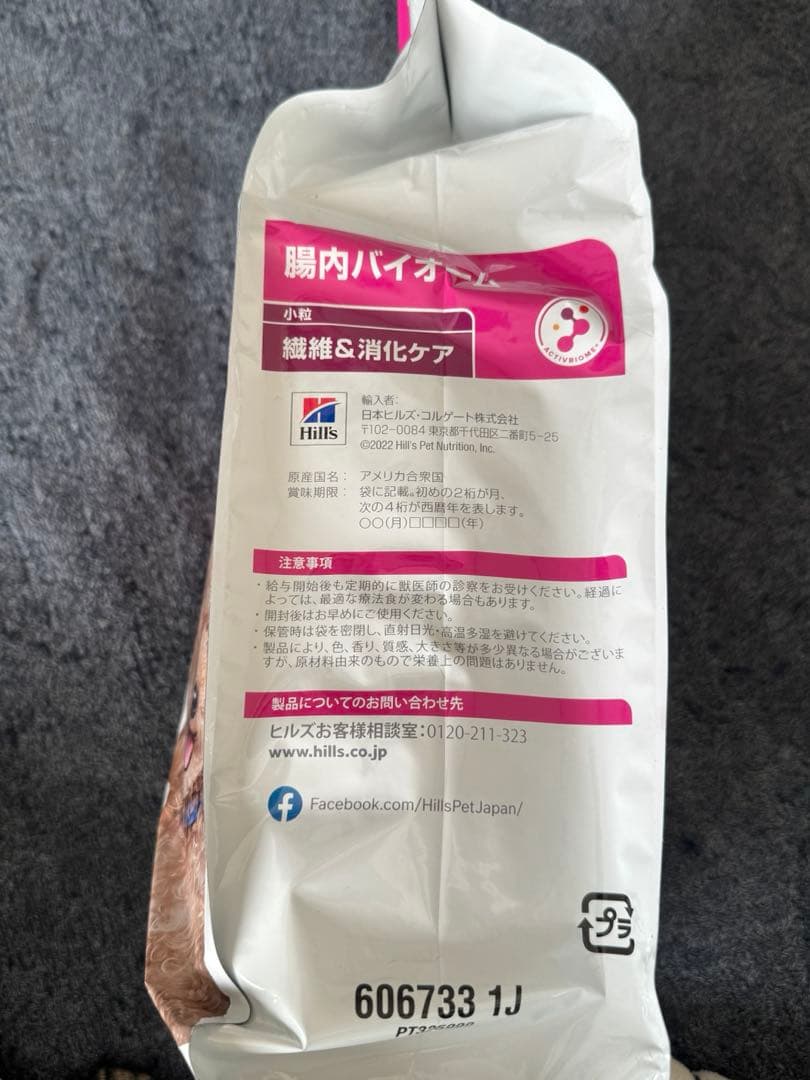 腸内バイオーム
小粒
繊維&消化ケア
ACTIVBIOME+
Hill's
輸入者:
日本ヒルズ・コルゲート株式会社
〒102-0084 東京都千代田区二番町5-25
©2022 Hill's Pet Nutrition, Inc.
原産国名: アメリカ合衆国
賞味期限: 袋に記載。初めの2桁が月、
次の4桁が西暦年を表します。
〇〇(月)□□□□(年)
注意事項
・給与開始後も定期的に獣医師の診察をお受けください。経過に
よっては、最適な療法食が変わる場合もあります。
・開封後はお早めにご使用ください。
・保管時は袋を密閉し、直射日光・高温多湿を避けてください。
・製品により、色、香り、質感、大きさ等が多少異なる場合がございま
すが、原材料由来のもので栄養上の問題はありません。
製品についてのお問い合わせ先
ヒルズお客様相談室:0120-211-323
www.hills.co.jp
Facebook.com/HillsPetJapan/
プラ
606733 1J